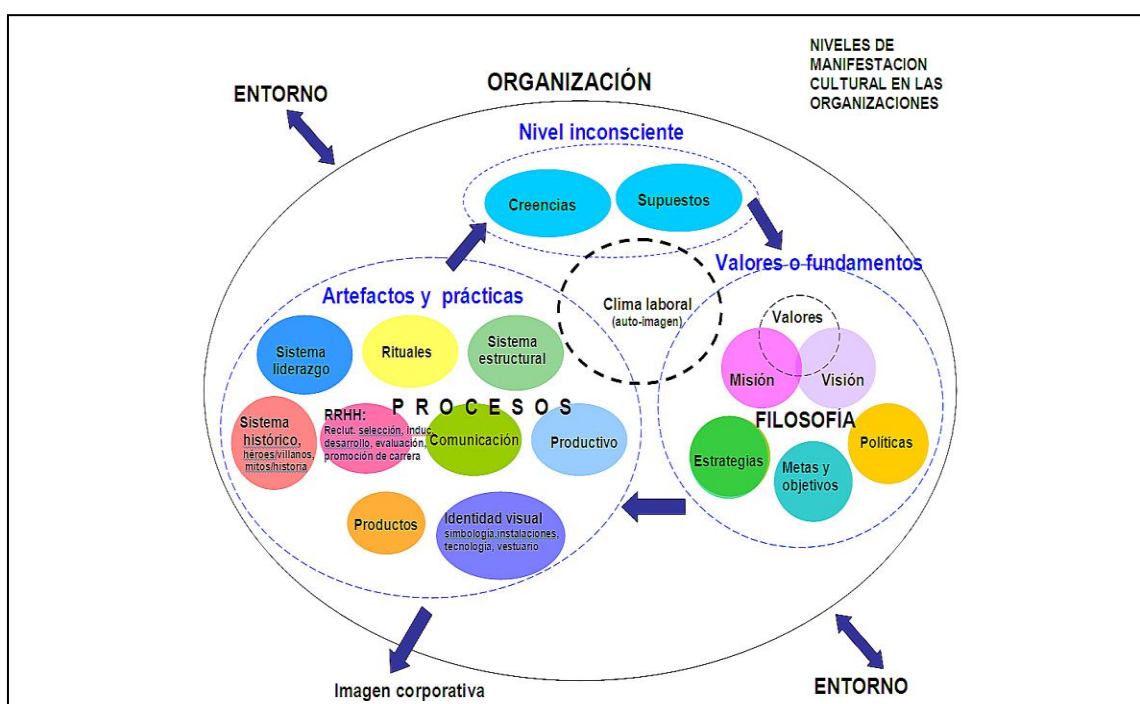 NIVELES DE
MANIFESTACION
CULTURAL EN LAS
ORGANIZACIONES
ORGANIZACIÓN
ENTORNO
Nivel inconsciente
Creencias
Supuestos
Valores o fundamentos
Artefactos y prácticas
Clima laboral
(auto-imagen)
Valores
Misión
Visión
FILOSOFÍA
Estrategias
Metas y
objetivos
Políticas
Sistema
liderazgo
Rituales
Sistema
estructural
PROCESOS
Sistema
histórico,
héroes/villanos,
mitos/historia
RRHH:
Reclut. selección, induc,
desarrollo, evaluación,
promoción de carrera
Comunicación
Productivo
Productos
Identidad visual
simbología,instalaciones,
tecnología, vestuario
Imagen corporativa
ENTORNO